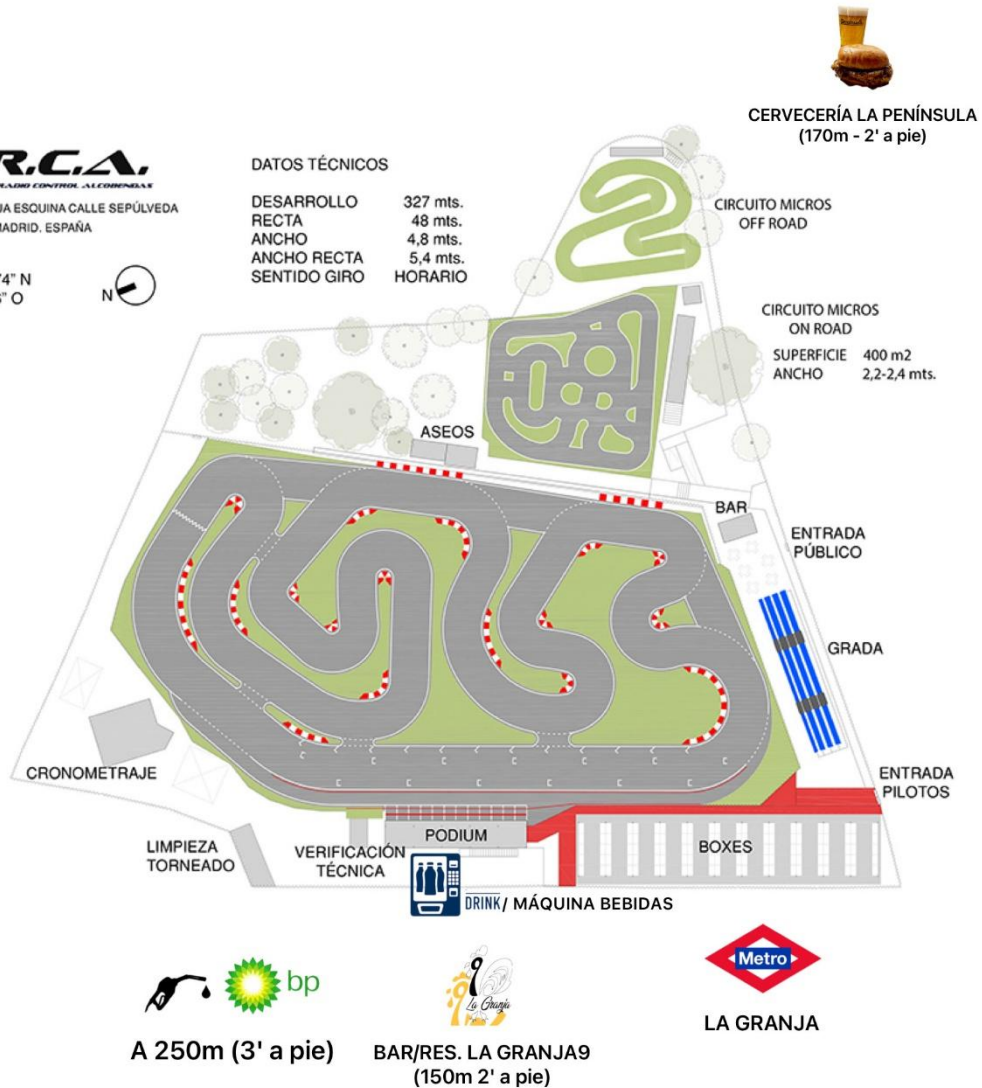 CERVECERÍA LA PENÍNSULA
(170m - 2' a pie)
R.C.A.
RADIO CONTROL ALCOBENDAS
ESQUINA CALLE SEPÚLVEDA
MADRID. ESPAÑA
4" N
" O
N
DATOS TÉCNICOS
DESARROLLO 327 mts.
RECTA 48 mts.
ANCHO 4,8 mts.
ANCHO RECTA 5,4 mts.
SENTIDO GIRO HORARIO
CIRCUITO MICROS
OFF ROAD
CIRCUITO MICROS
ON ROAD
SUPERFICIE 400 m2
ANCHO 2,2-2,4 mts.
ASEOS
BAR
ENTRADA
PÚBLICO
GRADA
ENTRADA
PILOTOS
CRONOMETRAJE
LIMPIEZA
TORNEADO
VERIFICACIÓN
TÉCNICA
PODIUM
BOXES
DRINK / MÁQUINA BEBIDAS
bp
A 250m (3' a pie)
9
La Granja
BAR/RES. LA GRANJA9
(150m 2' a pie)
Metro
LA GRANJA